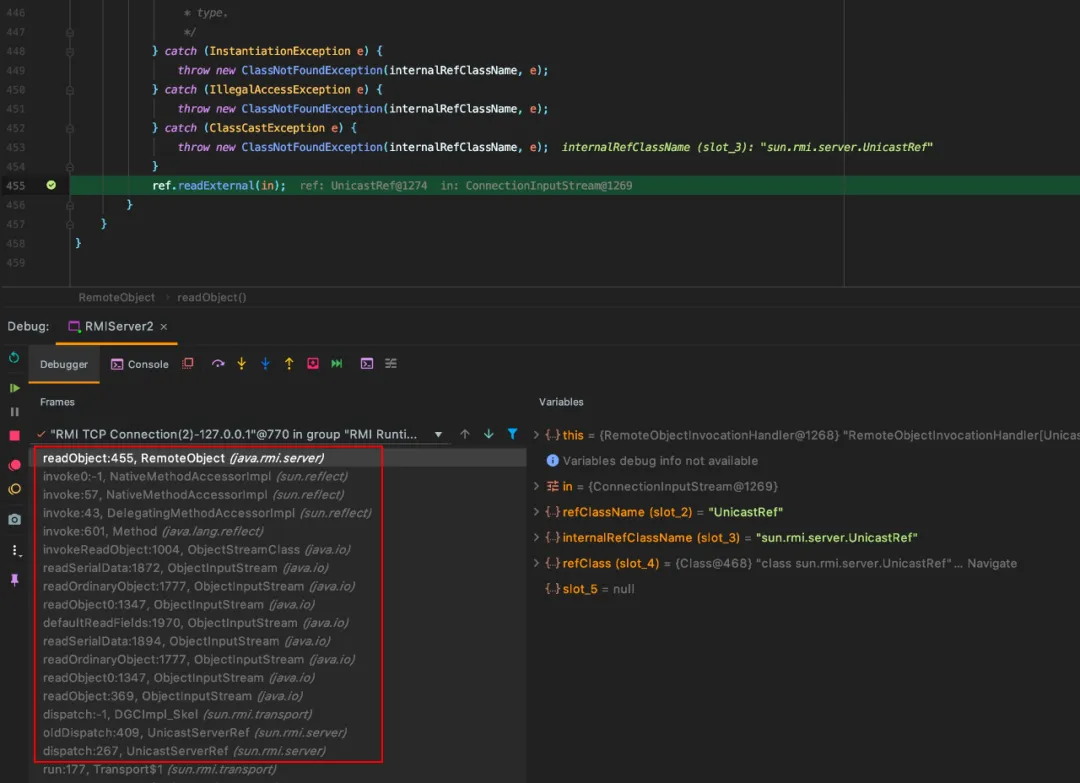 446 * type.
447 */
448 } catch (InstantiationException e) {
449 throw new ClassNotFoundException(internalRefClassName, e);
450 } catch (IllegalAccessException e) {
451 throw new ClassNotFoundException(internalRefClassName, e);
452 } catch (ClassCastException e) {
453 throw new ClassNotFoundException(internalRefClassName, e); internalRefClassName (slot_3): "sun.rmi.server.UnicastRef"
454 }
455 ref.readExternal(in); ref: UnicastRef@1274 in: ConnectionInputStream@1269
456 }
457 }
458 }
459
RemoteObject › readObject()
Debug: RMIServer2 ×
Debugger Console
Frames
"RMI TCP Connection(2)-127.0.0.1"@770 in group "RMI Runti...
readObject:455, RemoteObject (java.rmi.server)
invoke0:-1, NativeMethodAccessorImpl (sun.reflect)
invoke:57, NativeMethodAccessorImpl (sun.reflect)
invoke:43, DelegatingMethodAccessorImpl (sun.reflect)
invoke:601, Method (java.lang.reflect)
invokeReadObject:1004, ObjectStreamClass (java.io)
readSerialData:1872, ObjectInputStream (java.io)
readOrdinaryObject:1777, ObjectInputStream (java.io)
readObject0:1347, ObjectInputStream (java.io)
defaultReadFields:1970, ObjectInputStream (java.io)
readSerialData:1894, ObjectInputStream (java.io)
readOrdinaryObject:1777, ObjectInputStream (java.io)
readObject0:1347, ObjectInputStream (java.io)
readObject:369, ObjectInputStream (java.io)
dispatch:-1, DGCImpl_Skel (sun.rmi.transport)
oldDispatch:409, UnicastServerRef (sun.rmi.server)
dispatch:267, UnicastServerRef (sun.rmi.server)
run:177, Transport$1 (sun.rmi.transport)
Variables
this = {RemoteObjectInvocationHandler@1268} "RemoteObjectInvocationHandler[Unicas
Variables debug info not available
in = {ConnectionInputStream@1269}
refClassName (slot_2) = "UnicastRef"
internalRefClassName (slot_3) = "sun.rmi.server.UnicastRef"
refClass (slot_4) = {Class@468} "class sun.rmi.server.UnicastRef"... Navigate
slot_5 = null